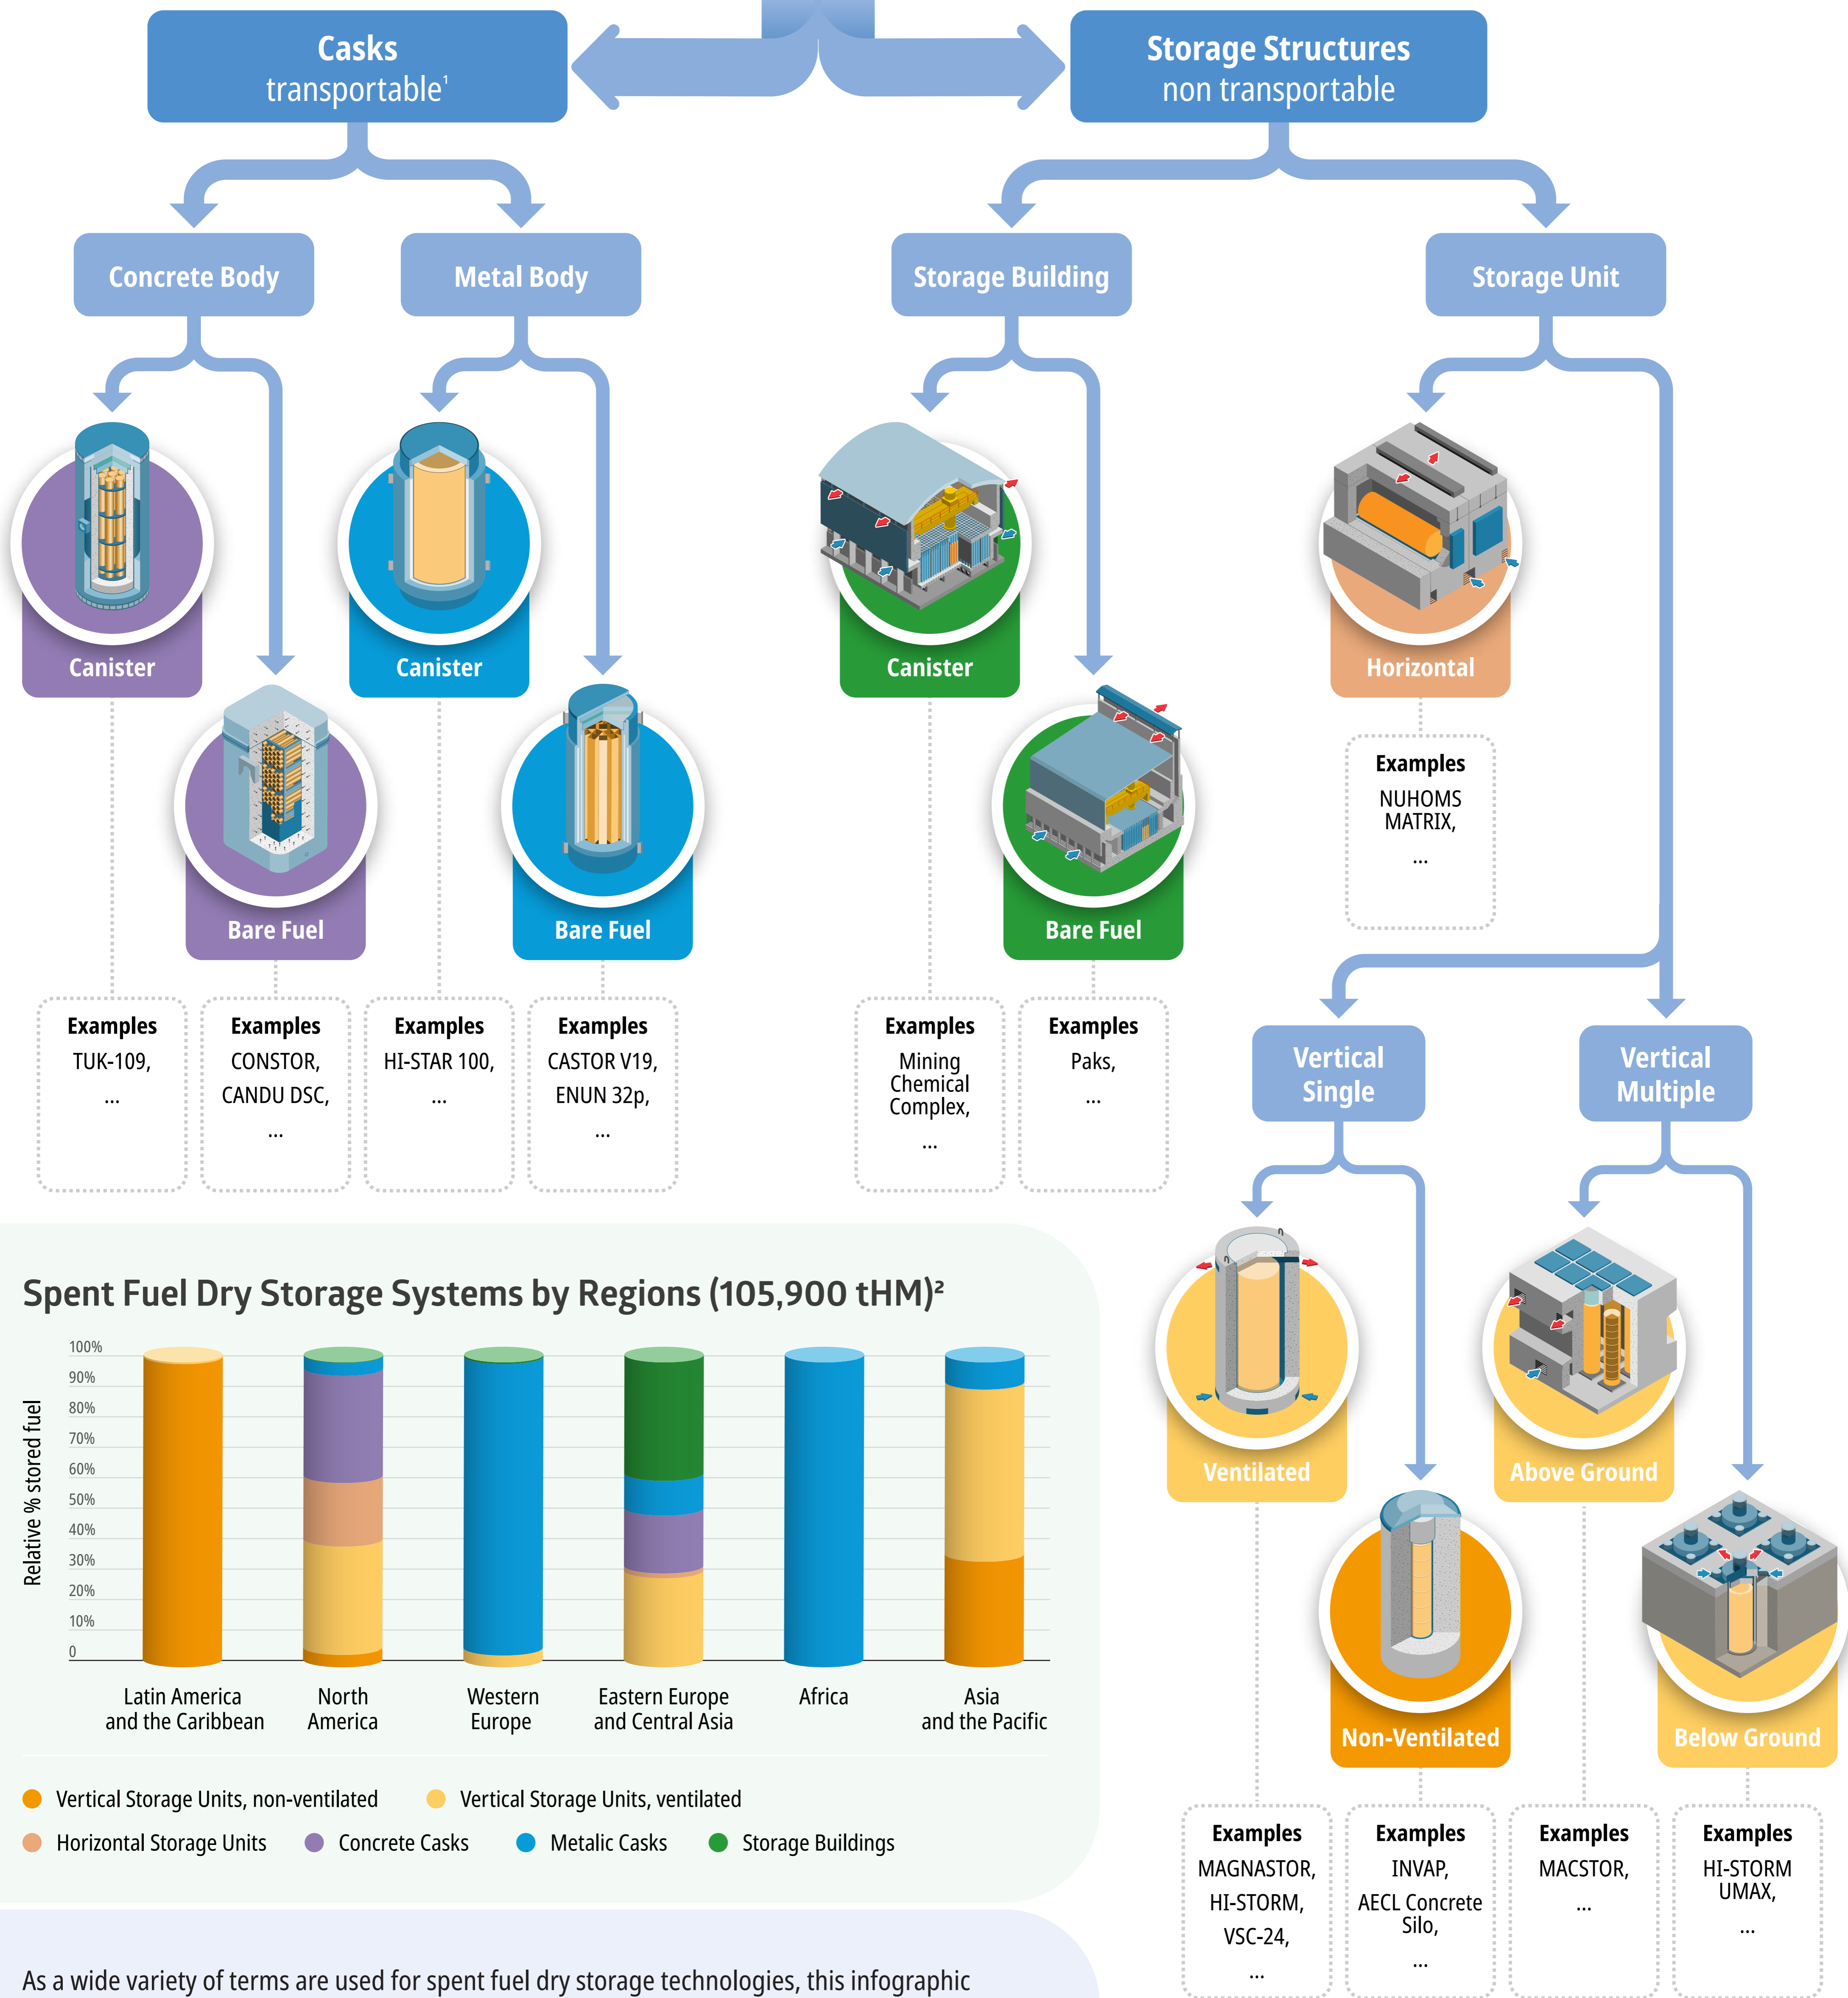 Casks
transportable¹
Storage Structures
non transportable
Concrete Body
Metal Body
Storage Building
Storage Unit
Canister
Canister
Canister
Horizontal
Bare Fuel
Bare Fuel
Bare Fuel
Examples
NUHOMS
MATRIX,
...
Examples
TUK-109,
...
Examples
CONSTOR,
CANDU DSC,
...
Examples
HI-STAR 100,
...
Examples
CASTOR V19,
ENUN 32p,
...
Examples
Mining
Chemical
Complex,
...
Examples
Paks,
...
Vertical
Single
Vertical
Multiple
Ventilated
Above Ground
Non-Ventilated
Below Ground
Examples
MAGNASTOR,
HI-STORM,
VSC-24,
...
Examples
INVAP,
AECL Concrete
Silo,
...
Examples
MACSTOR,
...
Examples
HI-STORM
UMAX,
...
Spent Fuel Dry Storage Systems by Regions (105,900 tHM)²
Relative % stored fuel
100%
90%
80%
70%
60%
50%
40%
30%
20%
10%
0
Latin America
and the Caribbean
North
America
Western
Europe
Eastern Europe
and Central Asia
Africa
Asia
and the Pacific
Vertical Storage Units, non-ventilated
Vertical Storage Units, ventilated
Horizontal Storage Units
Concrete Casks
Metalic Casks
Storage Buildings
As a wide variety of terms are used for spent fuel dry storage technologies, this infographic